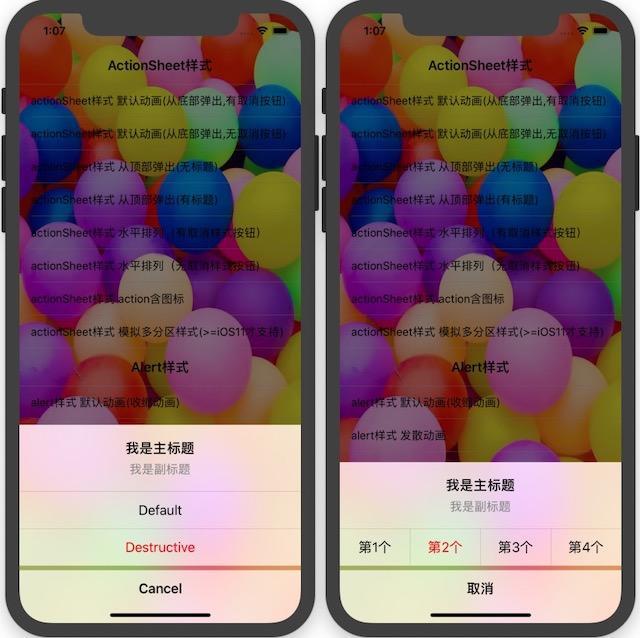 1:07
ActionSheet样式
actionSheet样式 默认动画(从底部弹出,有取消按钮)
actionSheet样式 默认动画(从底部弹出,无取消按钮)
actionSheet样式 从顶部弹出(无标题)
actionSheet样式 从顶部弹出(有标题)
actionSheet样式 水平排列（有取消样式按钮）
actionSheet样式 水平排列（无取消样式按钮)
actionSheet样式 action含图标
actionSheet样式 模拟多分区样式(>=iOS11才支持)
Alert样式
alert样式 默认动画(收缩动画)
我是主标题
我是副标题
Default
Destructive
Cancel
1:07
ActionSheet样式
actionSheet样式 默认动画(从底部弹出,有取消按钮)
actionSheet样式 默认动画(从底部弹出,无取消按钮)
actionSheet样式 从顶部弹出(无标题)
actionSheet样式 从顶部弹出(有标题)
actionSheet样式 水平排列（有取消样式按钮）
actionSheet样式 水平排列（无取消样式按钮)
actionSheet样式 action含图标
actionSheet样式 模拟多分区样式(>=iOS11才支持)
Alert样式
alert样式 默认动画(收缩动画)
alert样式 发散动画
我是主标题
我是副标题
第1个 第2个 第3个 第4个
取消